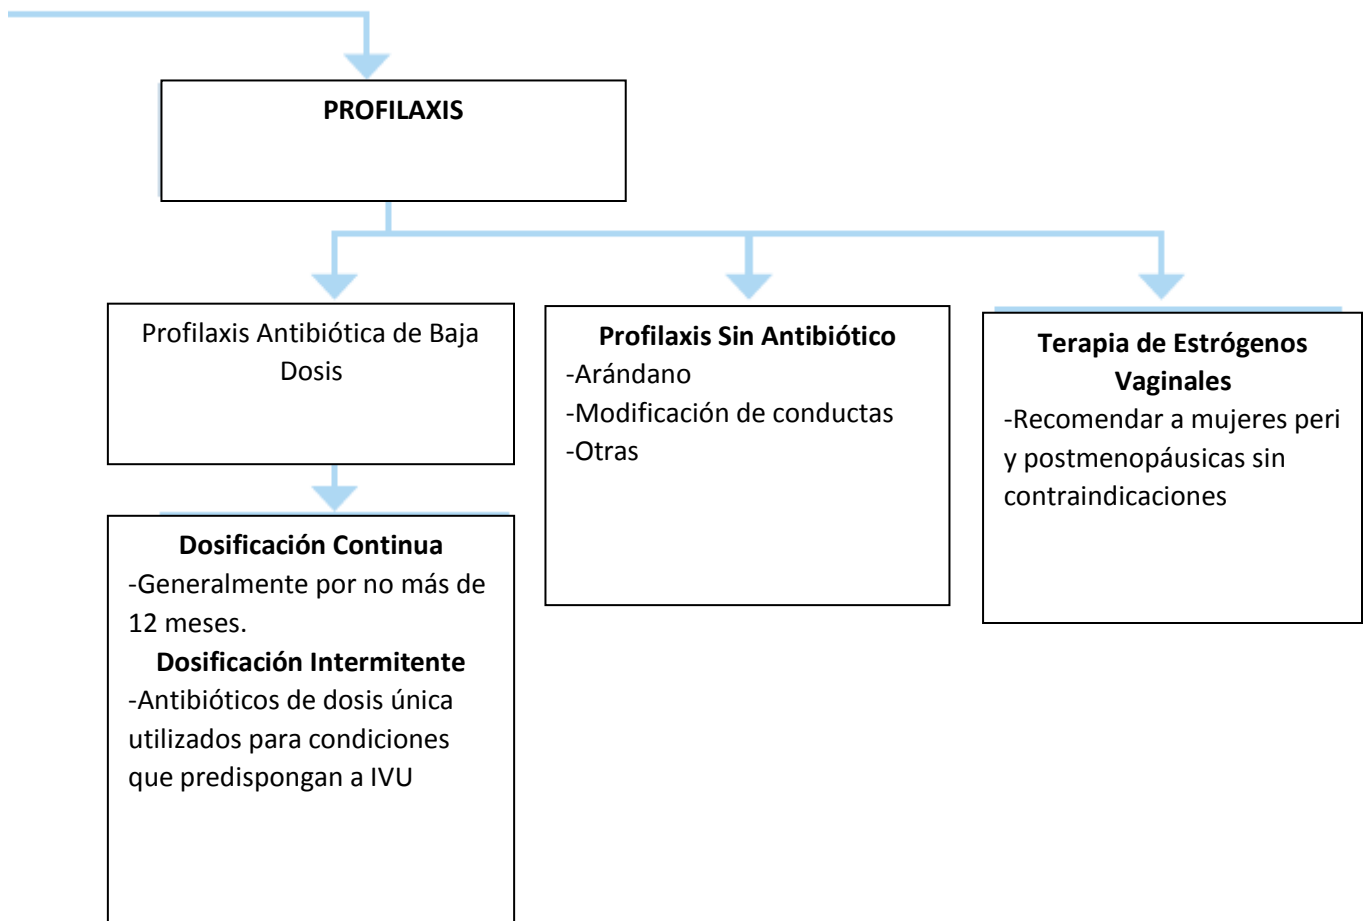 PROFILAXIS
Profilaxis Antibiótica de Baja
Dosis
Profilaxis Sin Antibiótico
-Arándano
-Modificación de conductas
-Otras
Terapia de Estrógenos
Vaginales
-Recomendar a mujeres peri
y postmenopáusicas sin
contraindicaciones
Dosificación Continua
-Generalmente por no más de
12 meses.
Dosificación Intermitente
-Antibióticos de dosis única
utilizados para condiciones
que predispongan a IVU